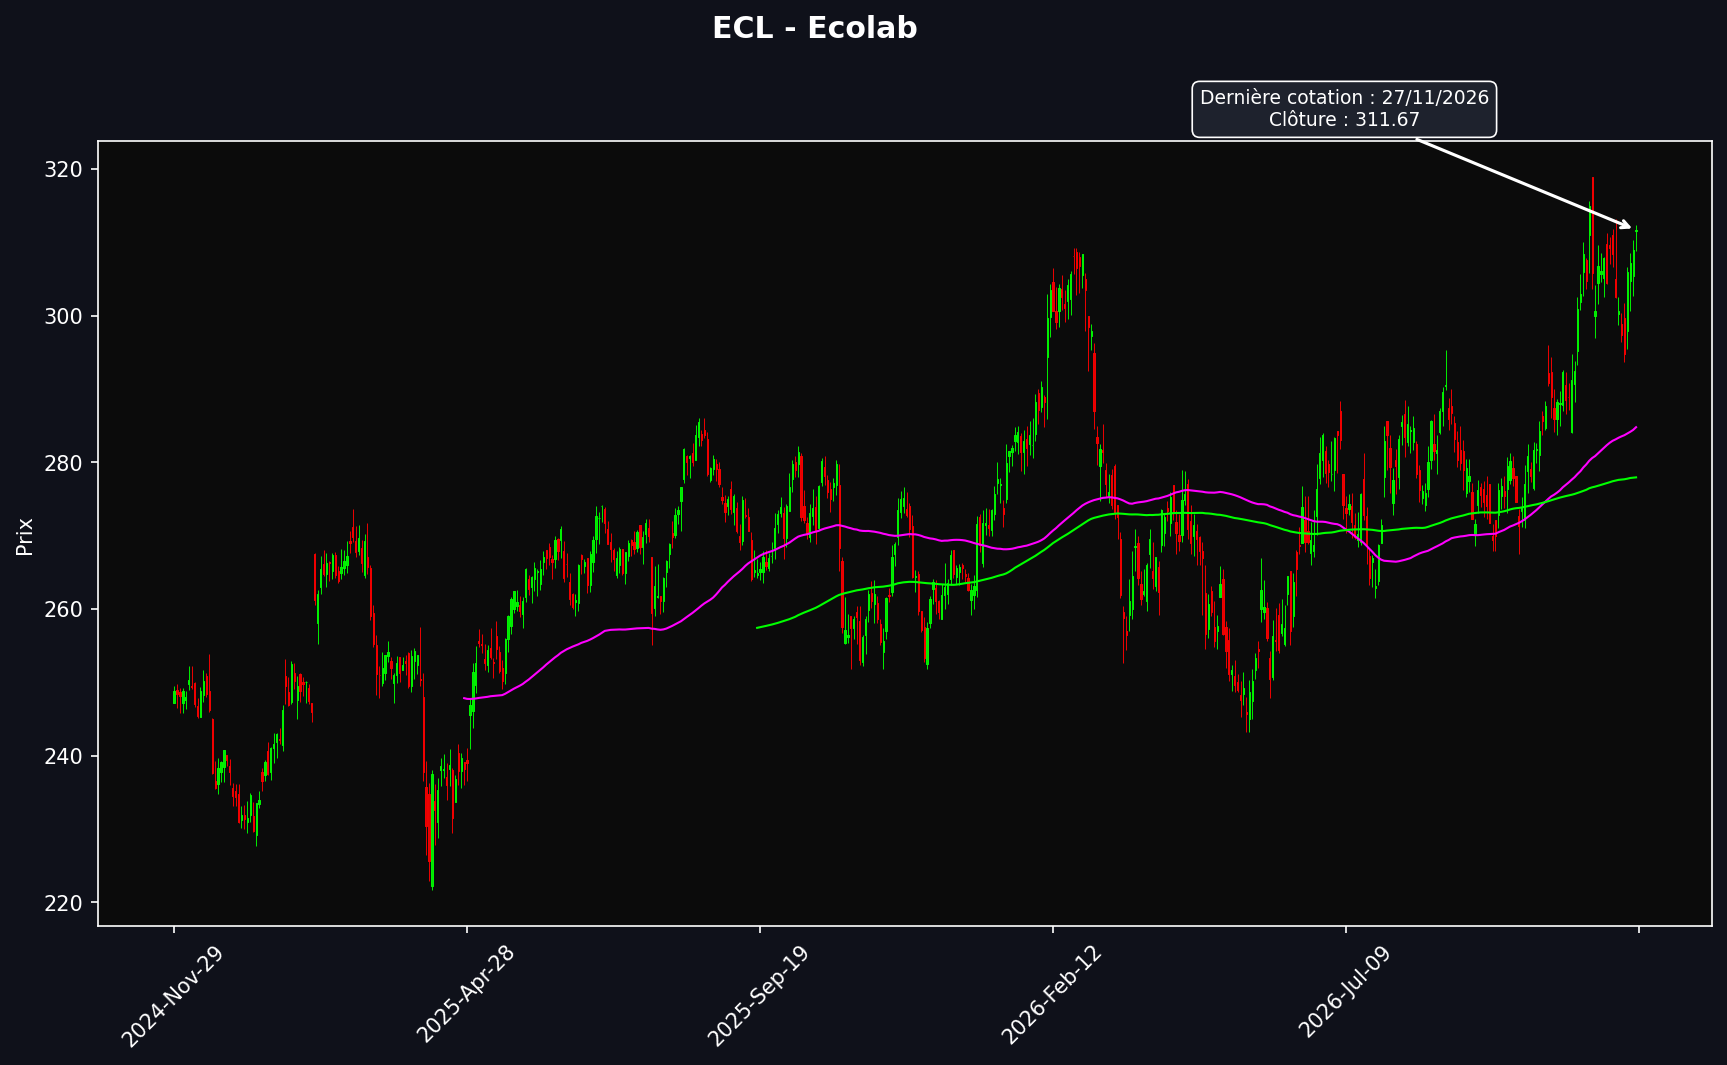 ECL - Ecolab
Dernière cotation : 27/11/2026
Clôture : 311.67
320
300
280
260
240
220
Prix
2024-Nov-29
2025-Apr-28
2025-Sep-19
2026-Feb-12
2026-Jul-09